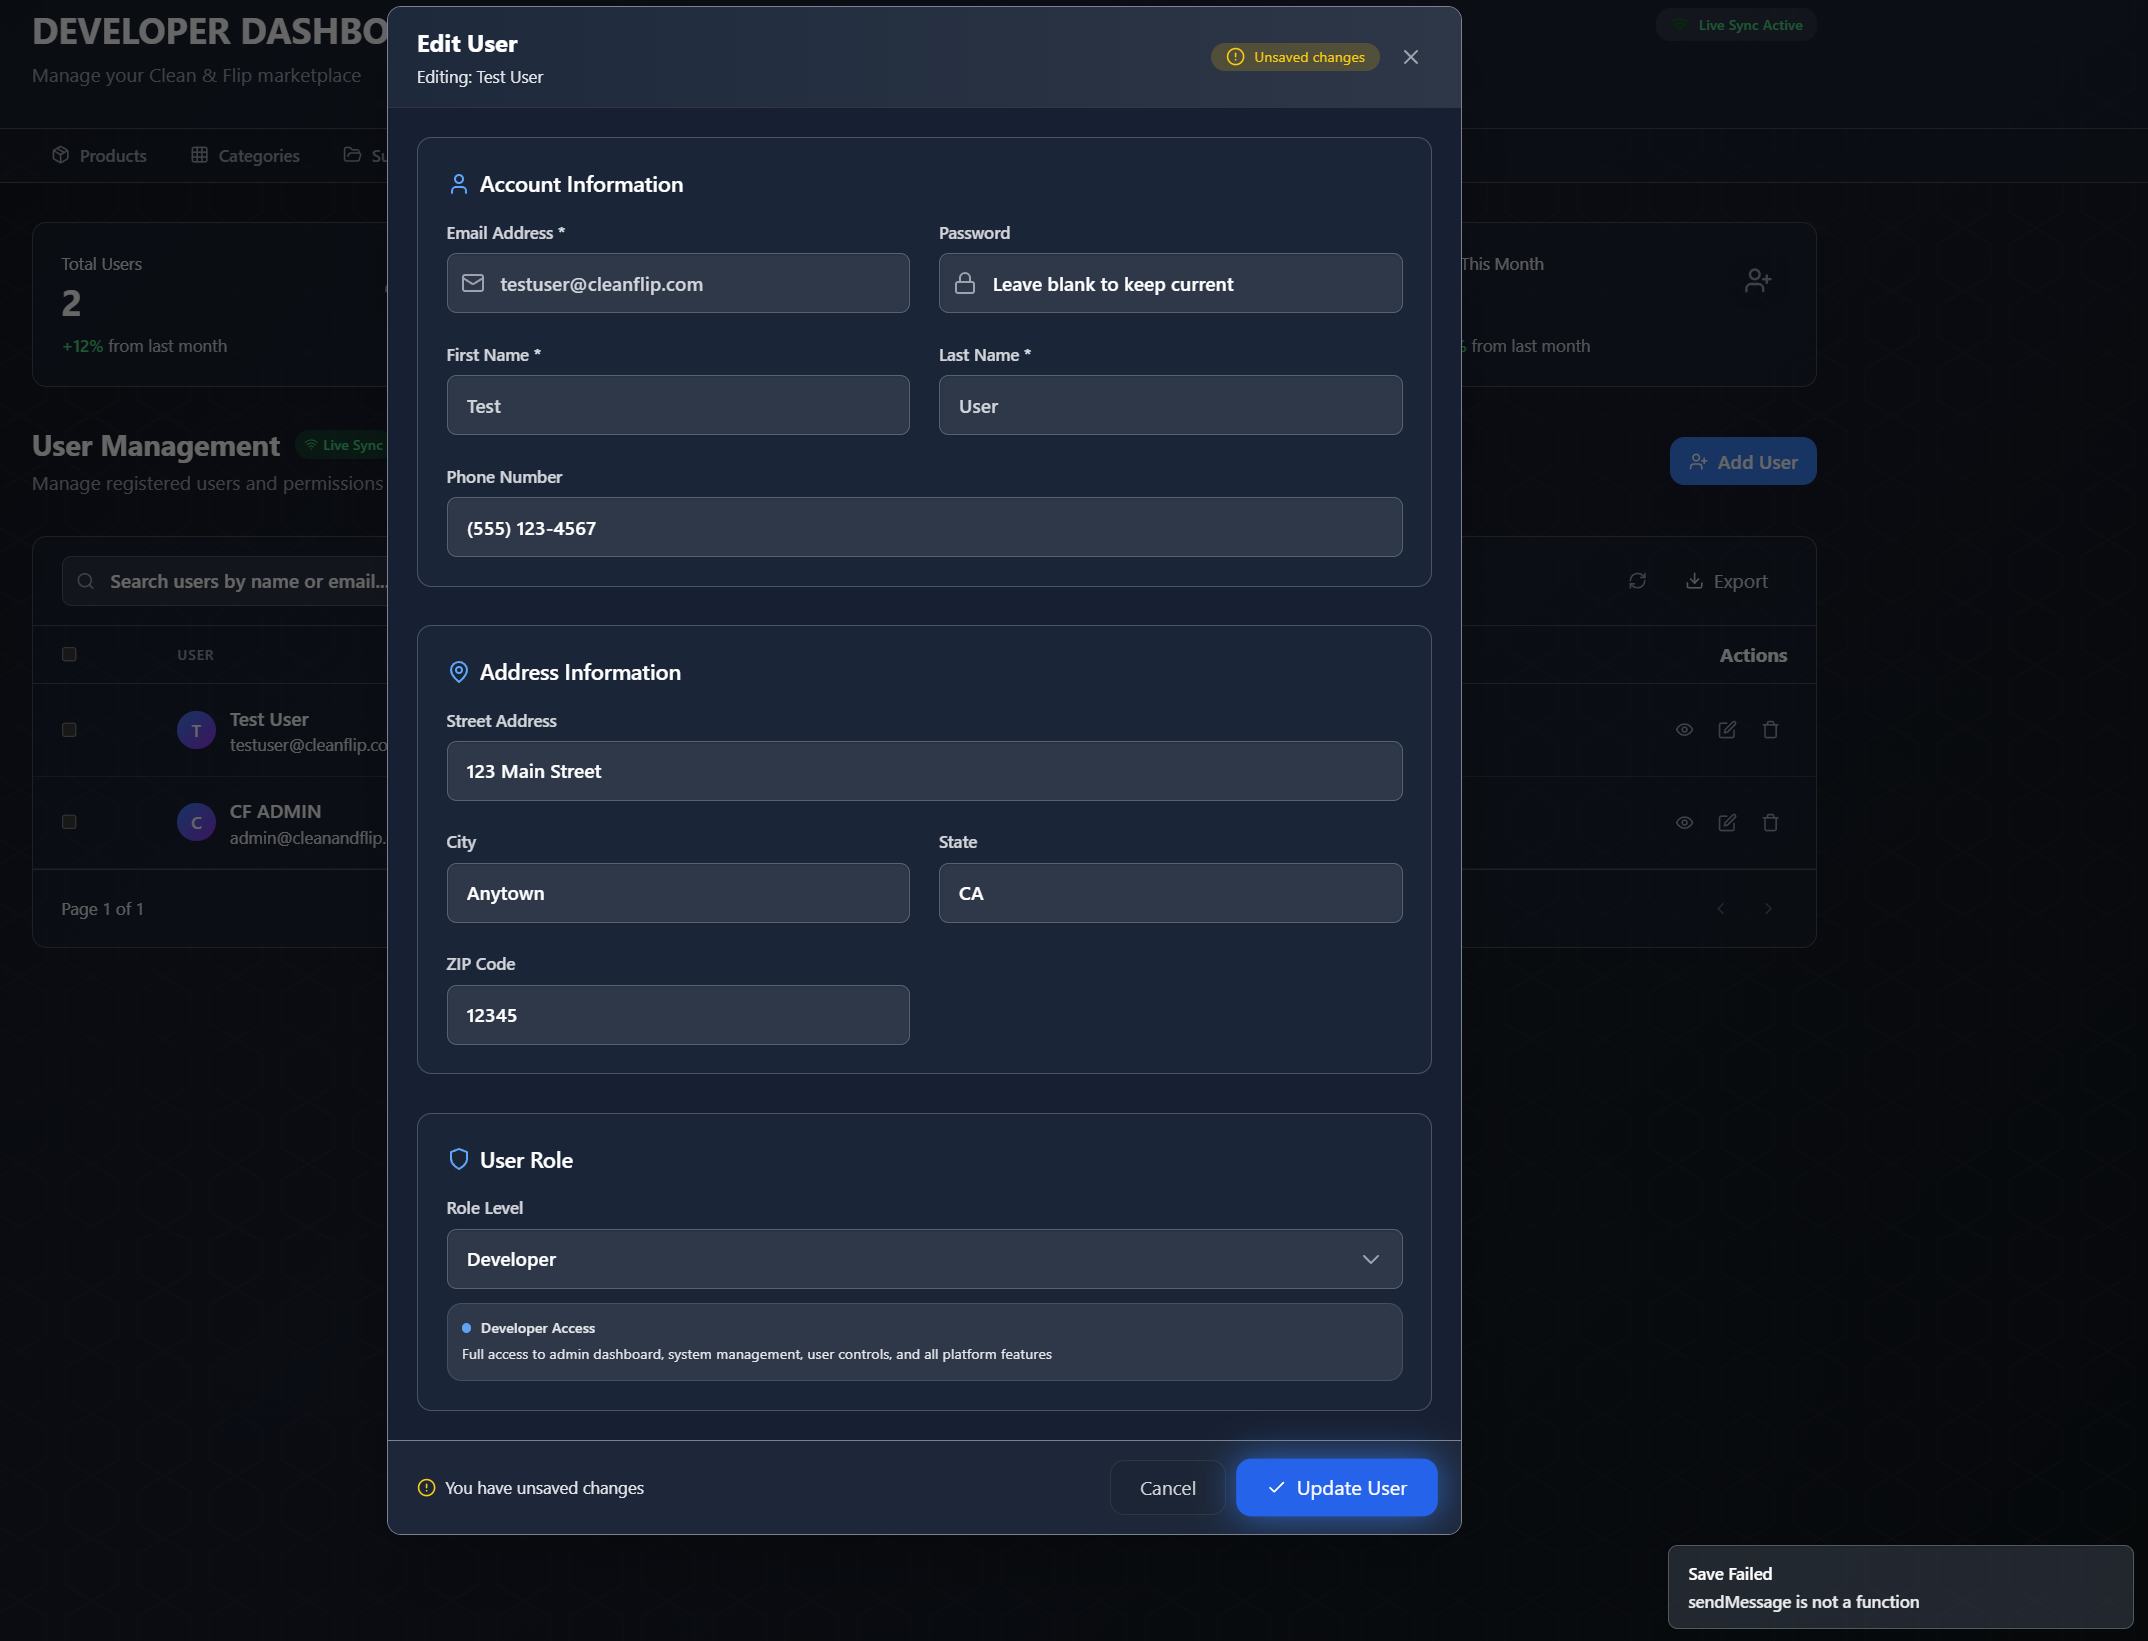 DEVELOPER DASHBO
Manage your Clean & Flip marketplace
Live Sync Active
Products
Categories
Su
Total Users
2
+12% from last month
This Month
% from last month
User Management
Live Sync
Manage registered users and permissions
Add User
Search users by name or email...
Export
USER
Actions
T
Test User
testuser@cleanflip.co
C
CF ADMIN
admin@cleanandflip.
Page 1 of 1
Edit User
Editing: Test User
Unsaved changes
Account Information
Email Address *
Password
testuser@cleanflip.com
Leave blank to keep current
First Name *
Last Name *
Test
User
Phone Number
(555) 123-4567
Address Information
Street Address
123 Main Street
City
State
Anytown
CA
ZIP Code
12345
User Role
Role Level
Developer
Developer Access
Full access to admin dashboard, system management, user controls, and all platform features
You have unsaved changes
Cancel
Update User
Save Failed
sendMessage is not a function